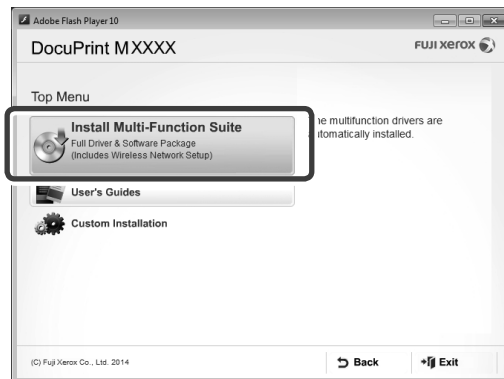 Adobe Flash Player 10
DocuPrint MXXXX
FUJI XEROX
Top Menu
Install Multi-Function Suite
Full Driver & Software Package
(Includes Wireless Network Setup)
multifunction drivers are
installed.
User's Guides
Custom Installation
(C) Fuji Xerox Co., Ltd. 2014
Back
Exit